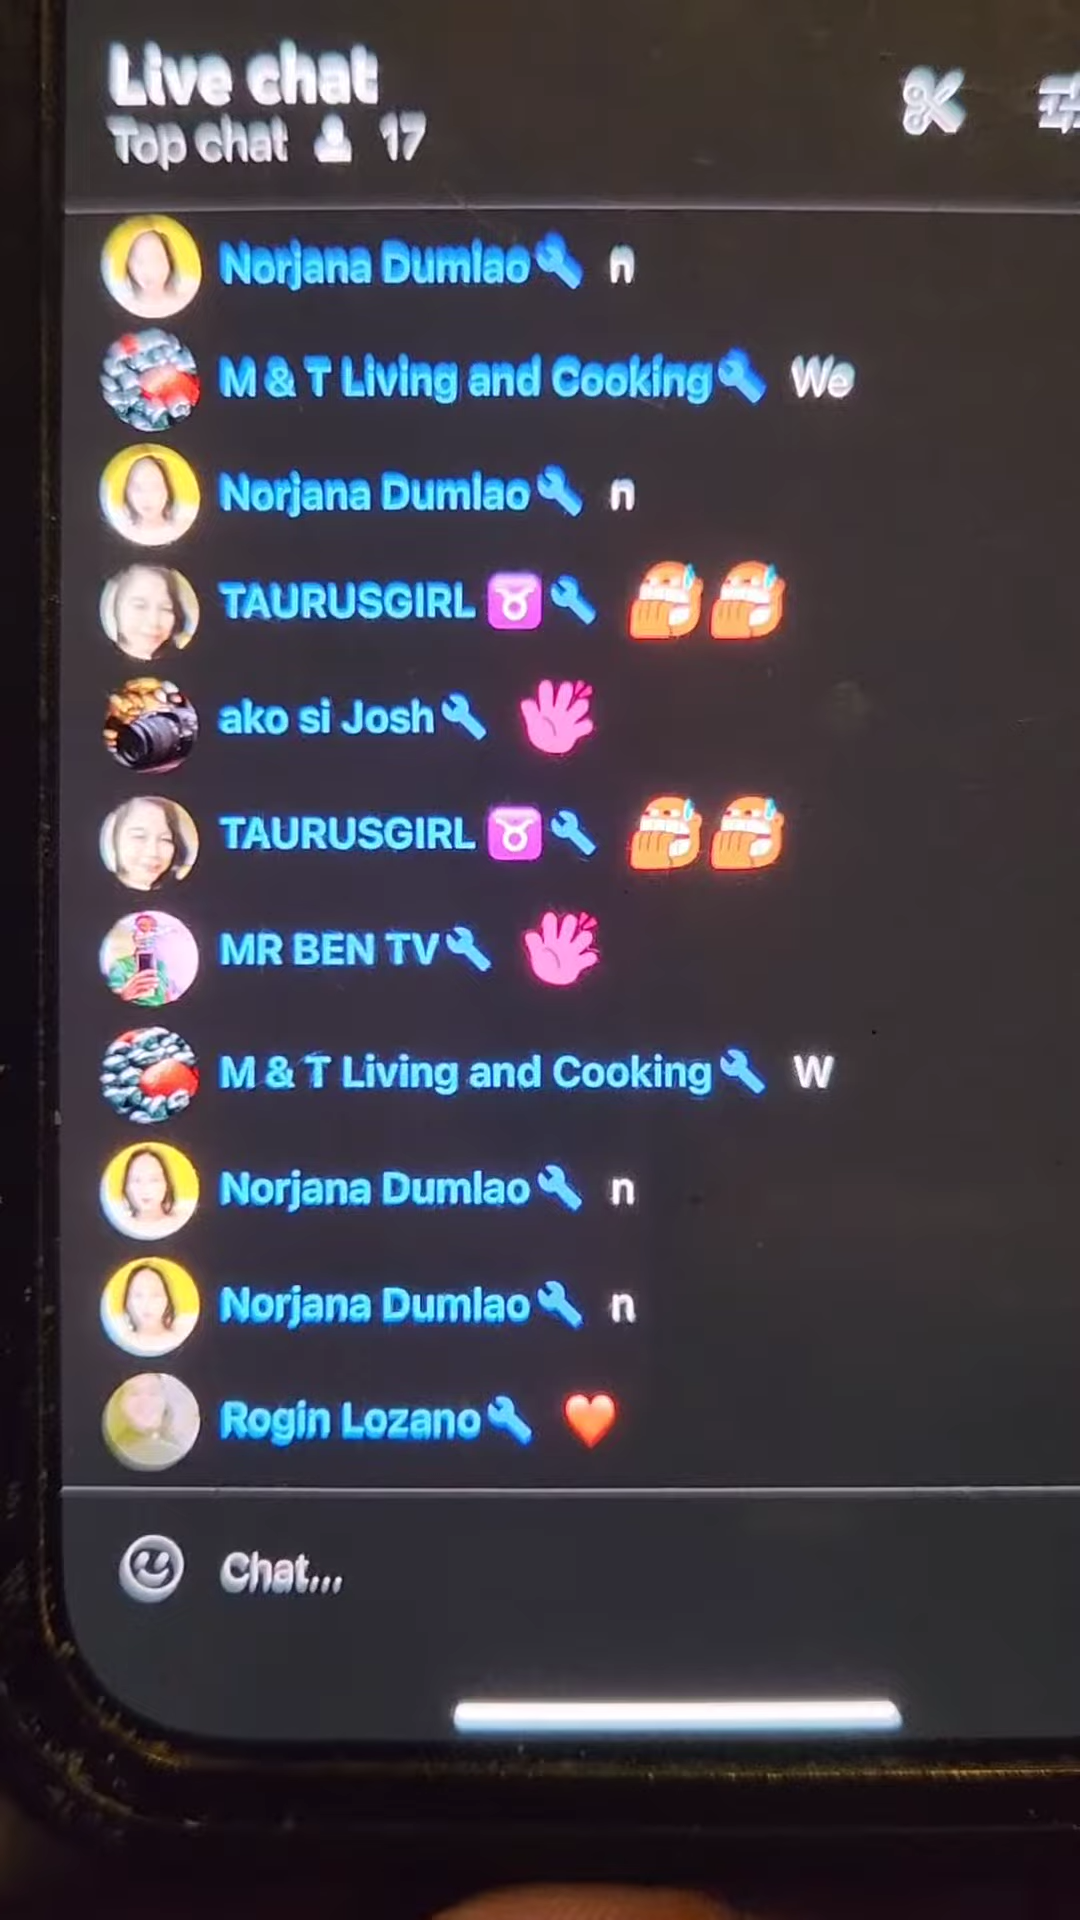 Live chat
Top chat 17
Norjana Dumlao n
M & T Living and Cooking We
Norjana Dumlao n
TAURUSGIRL
ako si Josh
TAURUSGIRL
MR BEN TV
M & T Living and Cooking W
Norjana Dumlao n
Norjana Dumlao n
Rogin Lozano
Chat...